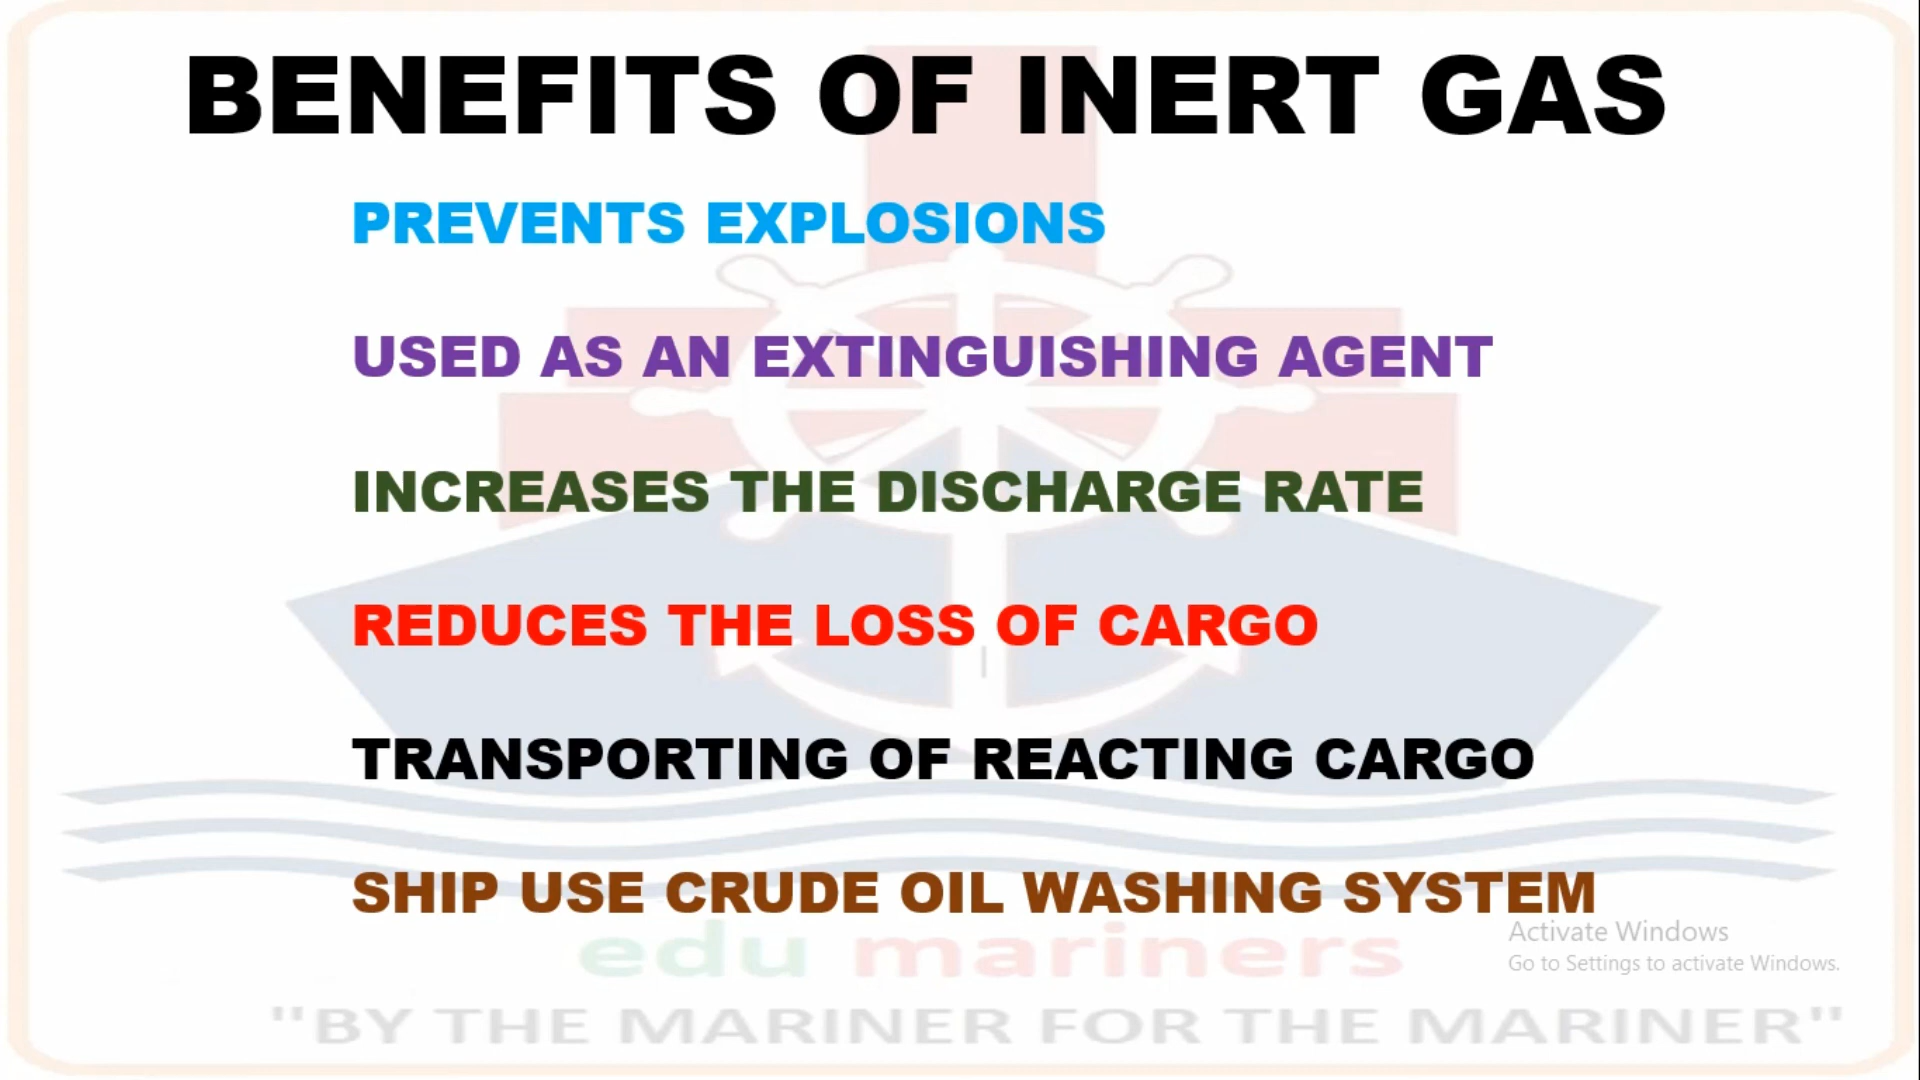 BENEFITS OF INERT GAS
PREVENTS EXPLOSIONS
USED AS AN EXTINGUISHING AGENT
INCREASES THE DISCHARGE RATE
REDUCES THE LOSS OF CARGO
TRANSPORTING OF REACTING CARGO
SHIP USE CRUDE OIL WASHING SYSTEM
edu mariners
Activate Windows
Go to Settings to activate Windows.
"BY THE MARINER FOR THE MARINER"